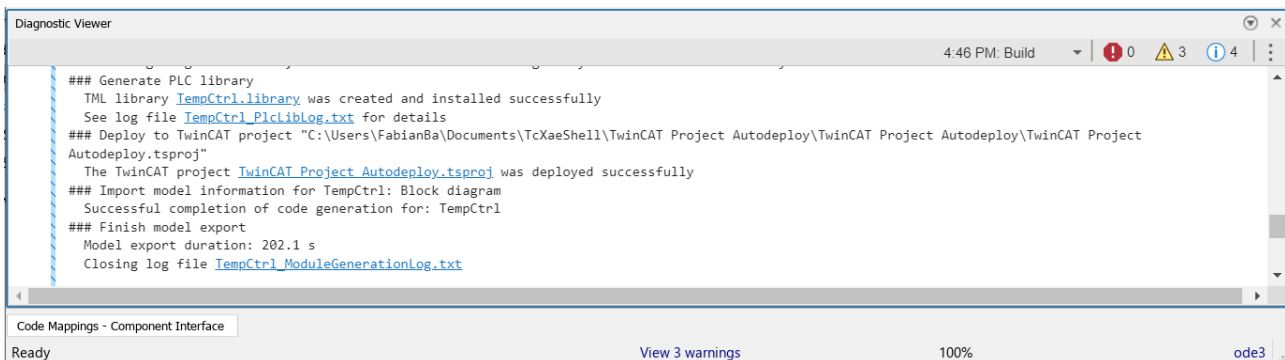 Diagnostic Viewer
4:46 PM: Build 0 3 4
### Generate PLC library
TML library TempCtrl.library was created and installed successfully
See log file TempCtrl_PlcLibLog.txt for details
### Deploy to TwinCAT project "C:\Users\FabianBa\Documents\TcXaeShell\TwinCAT Project Autodeploy\TwinCAT Project Autodeploy\TwinCAT Project
Autodeploy.tsproj"
The TwinCAT project TwinCAT Project Autodeploy.tsproj was deployed successfully
### Import model information for TempCtrl: Block diagram
Successful completion of code generation for: TempCtrl
### Finish model export
Model export duration: 202.1 s
Closing log file TempCtrl_ModuleGenerationLog.txt
Code Mappings - Component Interface
Ready View 3 warnings 100% ode3